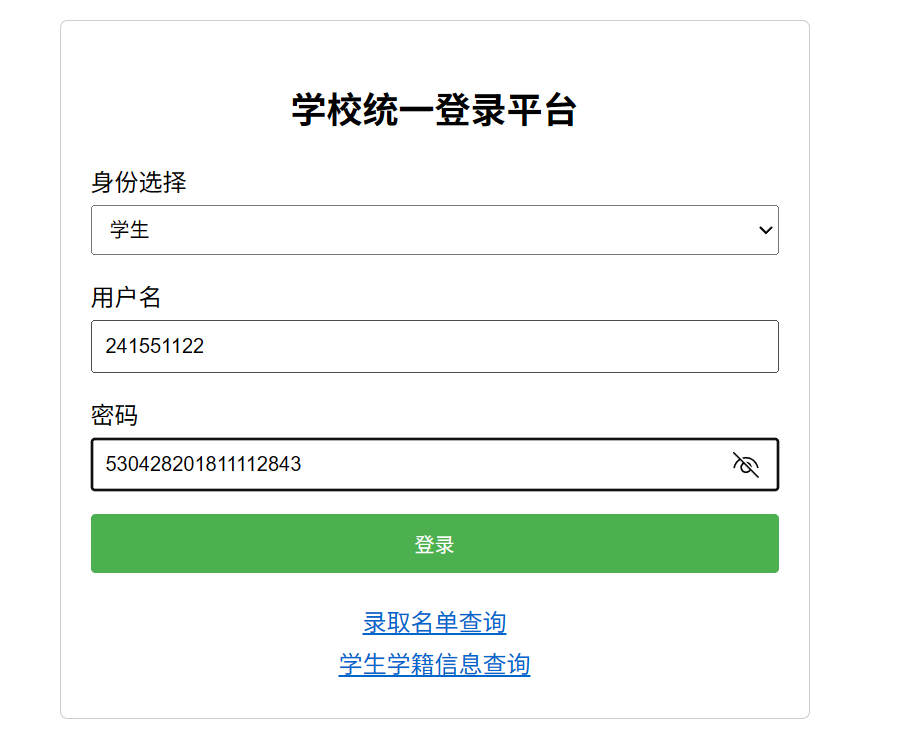 学校统一登录平台
身份选择
学生
用户名
241551122
密码
530428201811112843
登录
录取名单查询
学生学籍信息查询